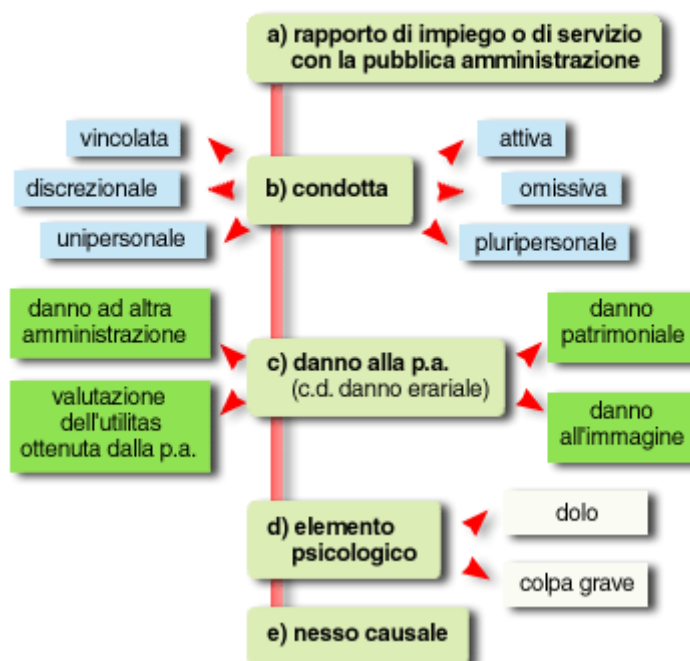 a) rapporto di impiego o di servizio
con la pubblica amministrazione
vincolata
discrezionale
unipersonale
b) condotta
attiva
omissiva
pluripersonale
danno ad altra
amministrazione
valutazione
dell'utilitas
ottenuta dalla p.a.
c) danno alla p.a.
(c.d. danno erariale)
danno
patrimoniale
danno
all'immagine
d) elemento
psicologico
dolo
colpa grave
e) nesso causale